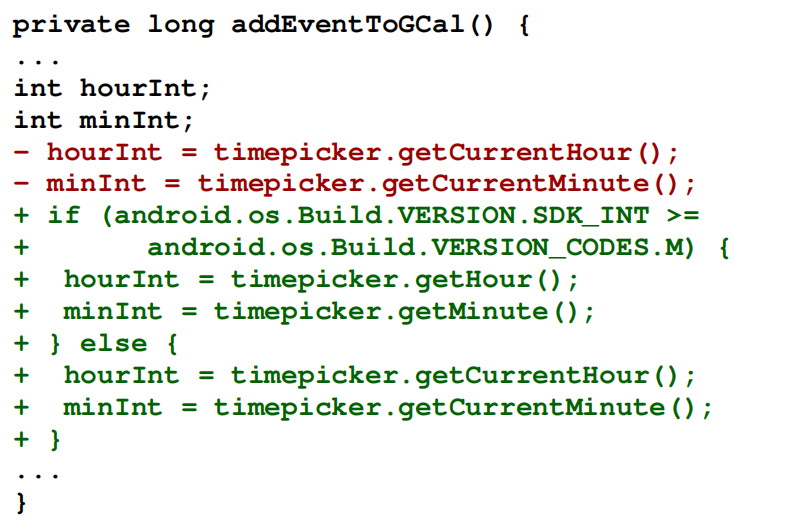 private long addEventToGCal() {
...
int hourInt;
int minInt;
- hourInt = timepicker.getCurrentHour();
- minInt = timepicker.getCurrentMinute();
+ if (android.os.Build.VERSION.SDK_INT >=
+       android.os.Build.VERSION_CODES.M) {
+  hourInt = timepicker.getHour();
+  minInt = timepicker.getMinute();
+ } else {
+  hourInt = timepicker.getCurrentHour();
+  minInt = timepicker.getCurrentMinute();
+ }
...
}